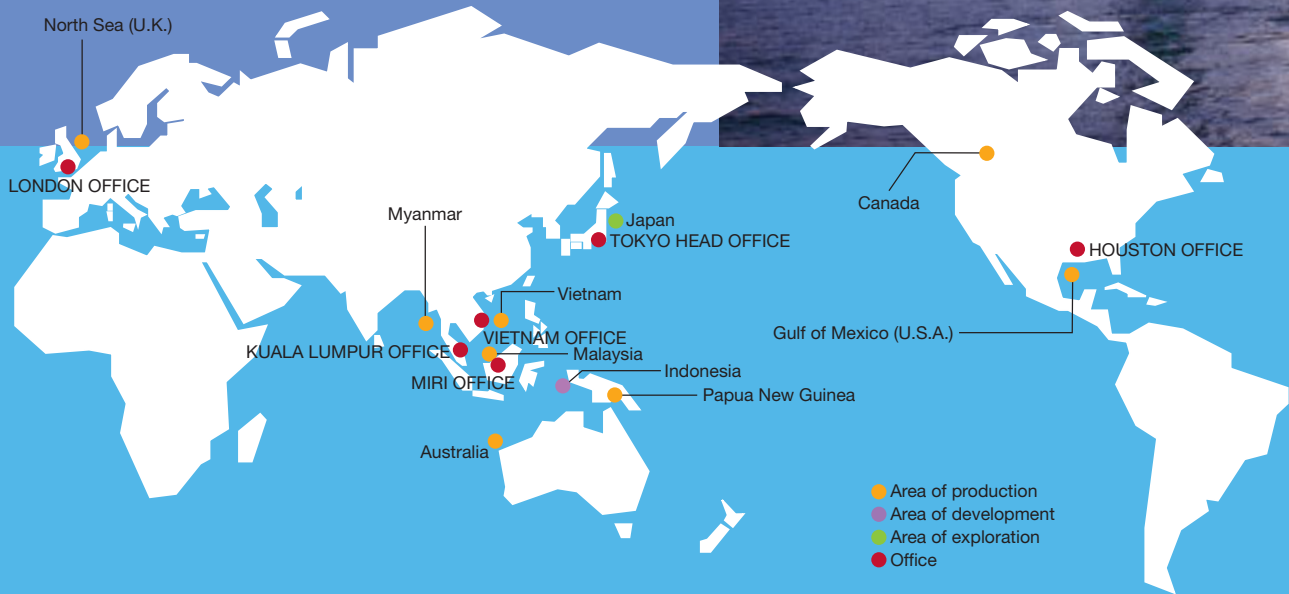 North Sea (U.K.)
LONDON OFFICE
Myanmar
Japan
TOKYO HEAD OFFICE
Canada
HOUSTON OFFICE
Vietnam
VIETNAM OFFICE
Gulf of Mexico (U.S.A.)
KUALA LUMPUR OFFICE
Malaysia
Indonesia
MIRI OFFICE
Papua New Guinea
Australia
Area of production
Area of development
Area of exploration
Office